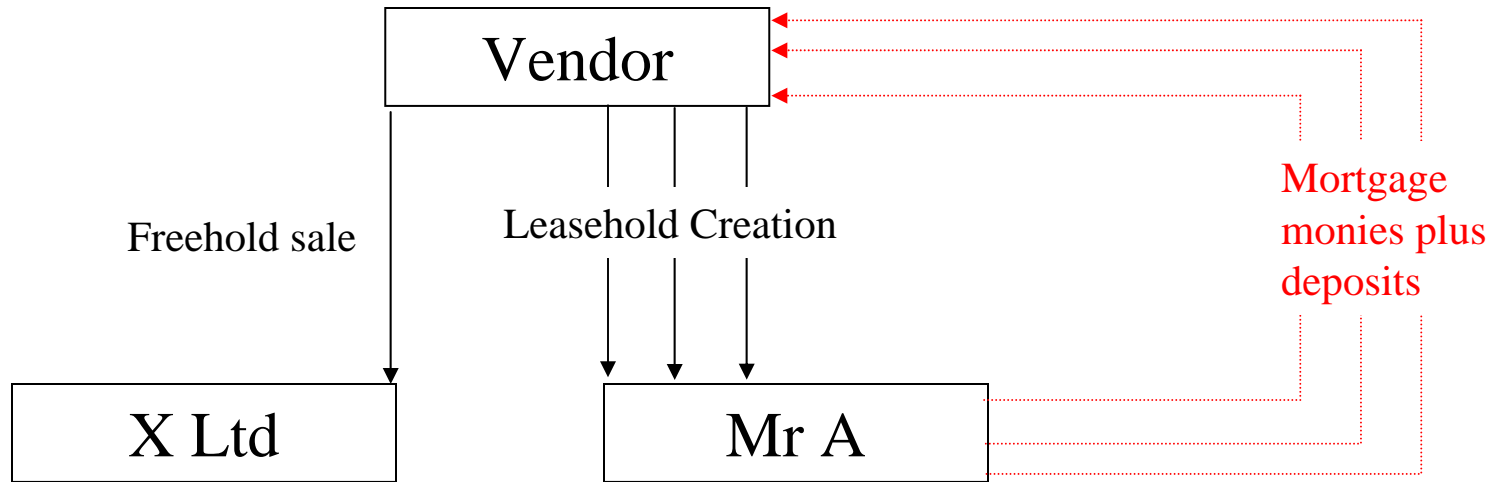 Vendor
Freehold sale
Leasehold Creation
Mortgage
monies plus
deposits
X Ltd
Mr A